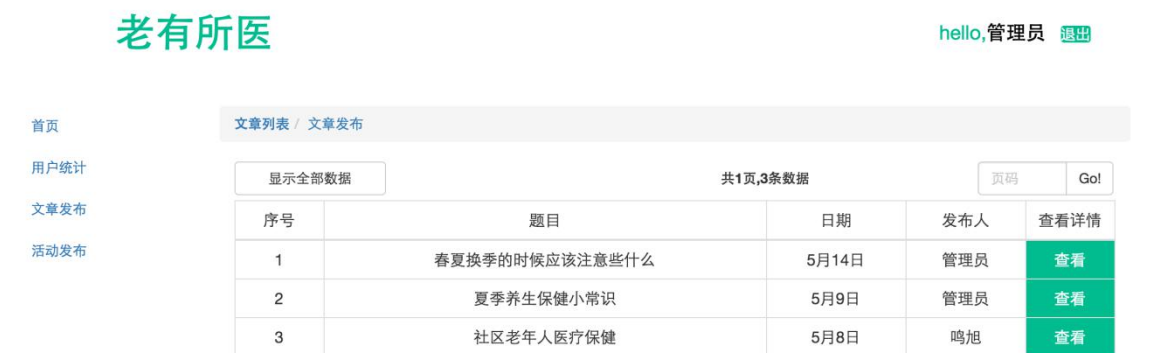 老有所医
hello,管理员 退出
首页
用户统计
文章发布
活动发布
文章列表 / 文章发布
显示全部数据 共1页,3条数据 页码 Go!
序号 题目 日期 发布人 查看详情
1 春夏换季的时候应该注意些什么 5月14日 管理员 查看
2 夏季养生保健小常识 5月9日 管理员 查看
3 社区老年人医疗保健 5月8日 鸣旭 查看